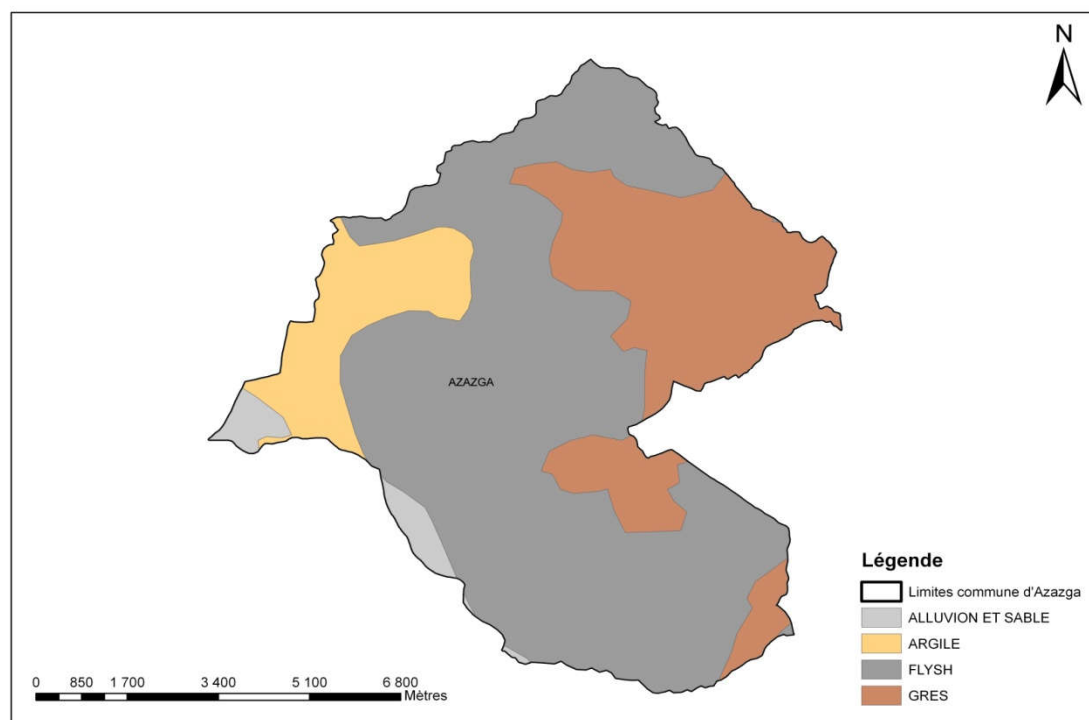 N
AZAZGA
Légende
Limites commune d'Azazga
ALLUVION ET SABLE
ARGILE
FLYSH
GRES
0 850 1 700 3 400 5 100 6 800
Mètres